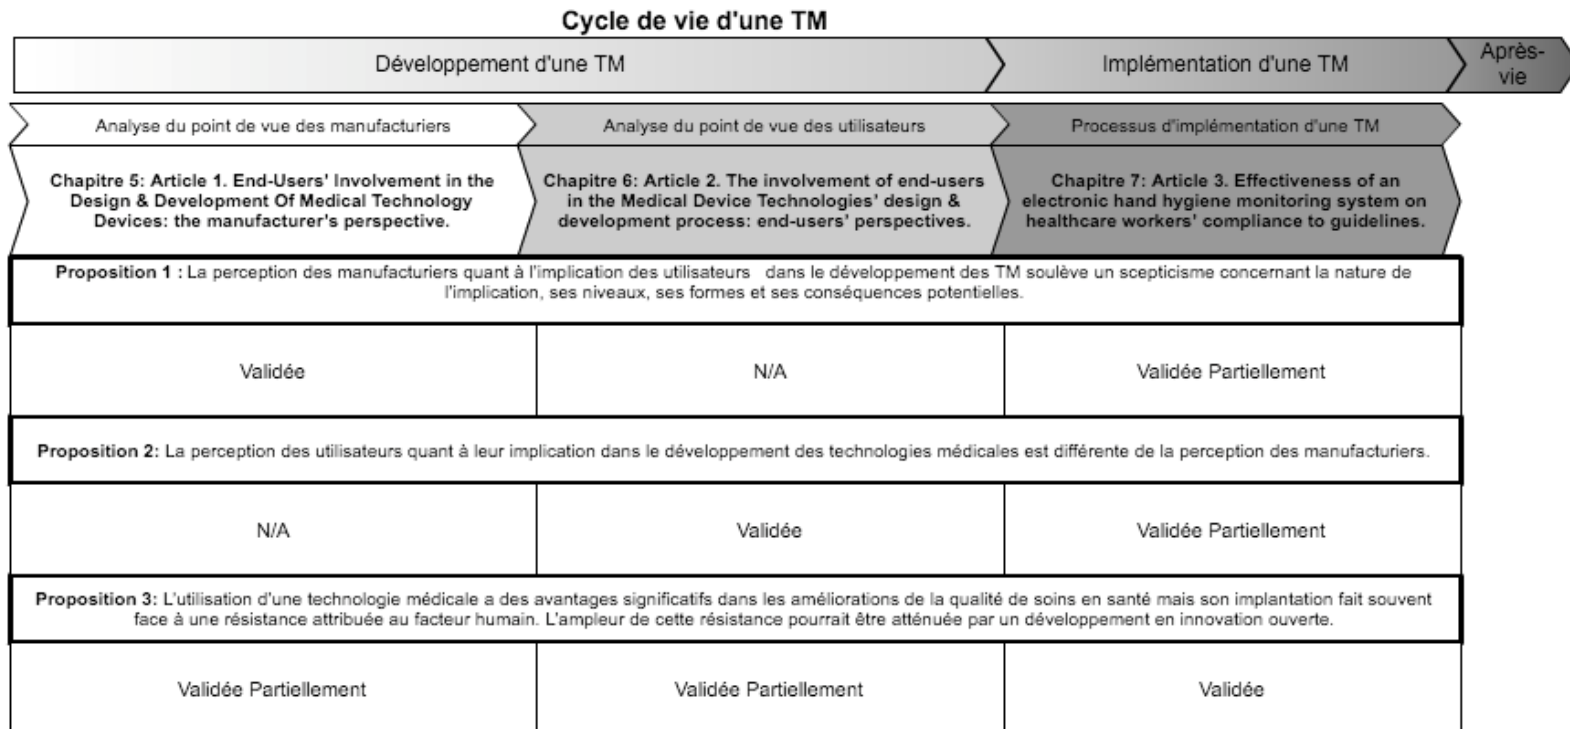 Cycle de vie d'une TM
Développement d'une TM
Implémentation d'une TM
Après-
vie
Analyse du point de vue des manufacturiers
Analyse du point de vue des utilisateurs
Processus d'implémentation d'une TM
Chapitre 5: Article 1. End-Users' Involvement in the
Design & Development Of Medical Technology
Devices: the manufacturer's perspective.
Chapitre 6: Article 2. The involvement of end-users
in the Medical Device Technologies' design &
development process: end-users' perspectives.
Chapitre 7: Article 3. Effectiveness of an
electronic hand hygiene monitoring system on
healthcare workers' compliance to guidelines.
Proposition 1 : La perception des manufacturiers quant à l'implication des utilisateurs dans le développement des TM soulève un scepticisme concernant la nature de
l'implication, ses niveaux, ses formes et ses conséquences potentielles.
Validée
N/A
Validée Partiellement
Proposition 2: La perception des utilisateurs quant à leur implication dans le développement des technologies médicales est différente de la perception des manufacturiers.
N/A
Validée
Validée Partiellement
Proposition 3: L'utilisation d'une technologie médicale a des avantages significatifs dans les améliorations de la qualité de soins en santé mais son implantation fait souvent
face à une résistance attribuée au facteur humain. L'ampleur de cette résistance pourrait être atténuée par un développement en innovation ouverte.
Validée Partiellement
Validée Partiellement
Validée